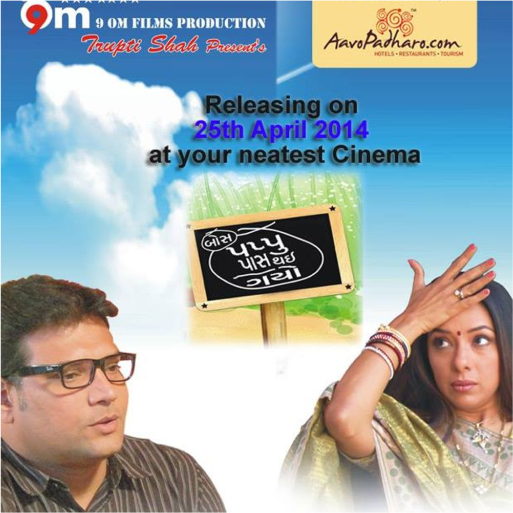 9m
9 OM FILMS PRODUCTION
Trupti Shah Present's
TM
AavoPadharo.com
HOTELS • RESTAURANTS • TOURISM
Releasing on
25th April 2014
at your neatest Cinema
બોસ
પપ્પુ
પાસ થઇ
ગયો